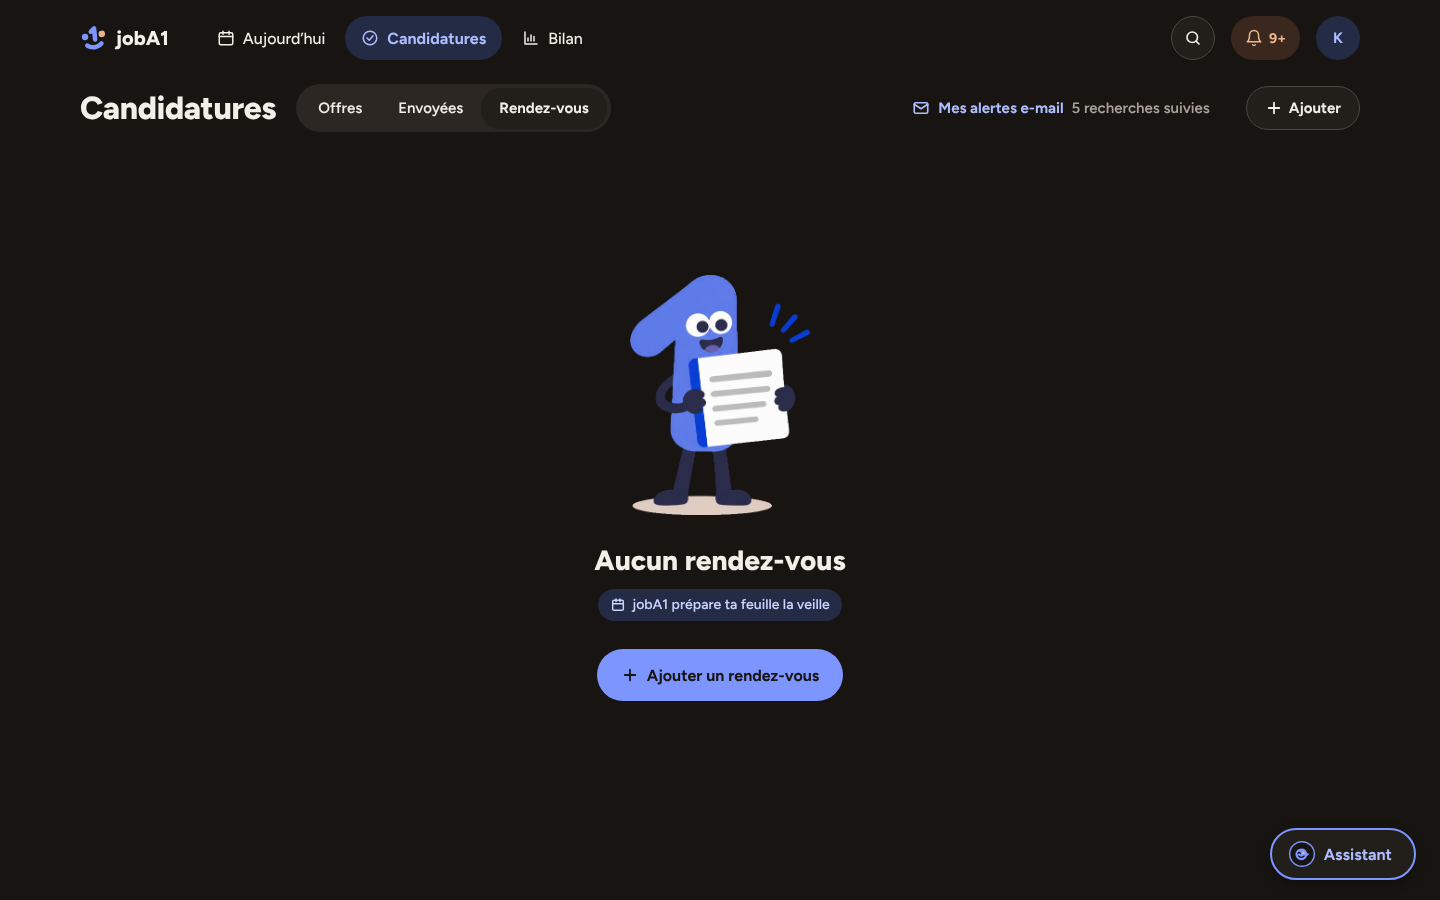 jobA1
Aujourd'hui
Candidatures
Bilan
9+
K
Candidatures
Offres
Envoyées
Rendez-vous
Mes alertes e-mail 5 recherches suivies
Ajouter
Aucun rendez-vous
jobA1 prépare ta feuille la veille
Ajouter un rendez-vous
Assistant